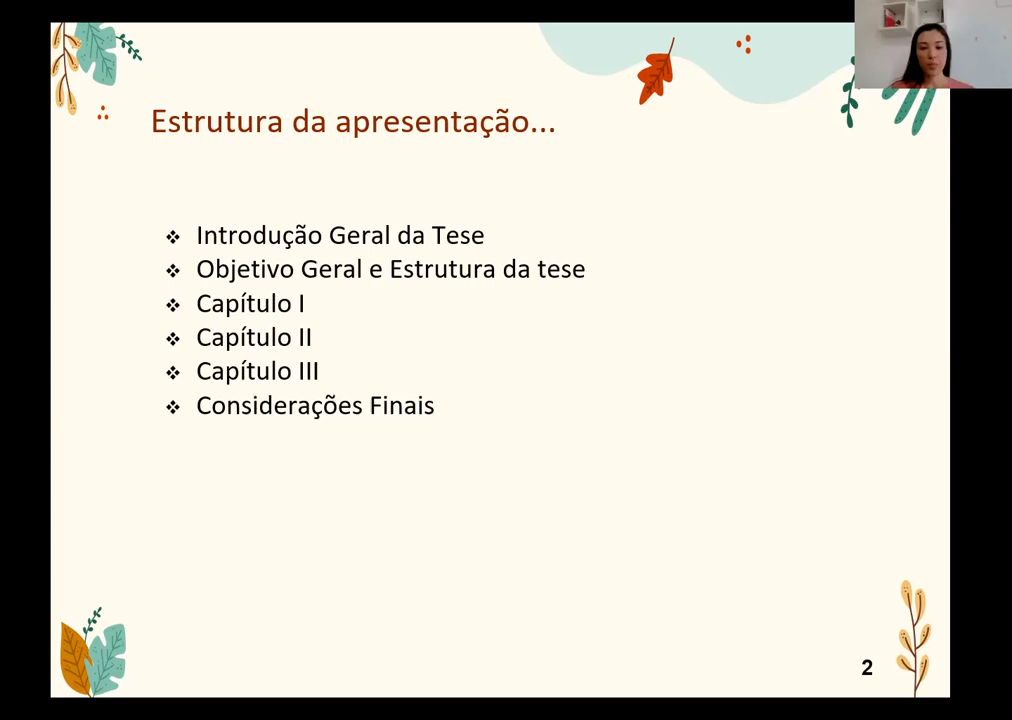 Estrutura da apresentação...
❖ Introdução Geral da Tese
❖ Objetivo Geral e Estrutura da tese
❖ Capítulo I
❖ Capítulo II
❖ Capítulo III
❖ Considerações Finais
2